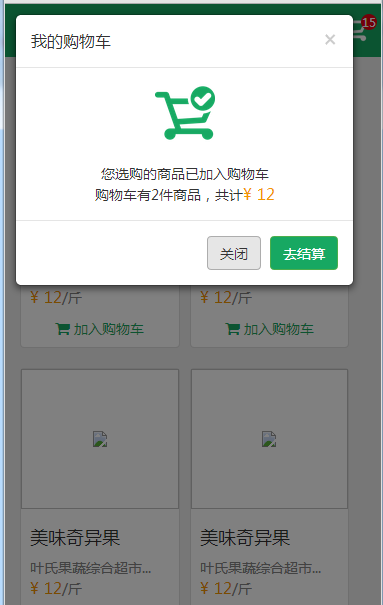 我的购物车 ×
15
您选购的商品已加入购物车
购物车有2件商品，共计¥ 12
关闭 去结算
¥ 12/斤 ¥ 12/斤
加入购物车 加入购物车
美味奇异果 美味奇异果
叶氏果蔬综合超市... 叶氏果蔬综合超市...
¥ 12/斤 ¥ 12/斤